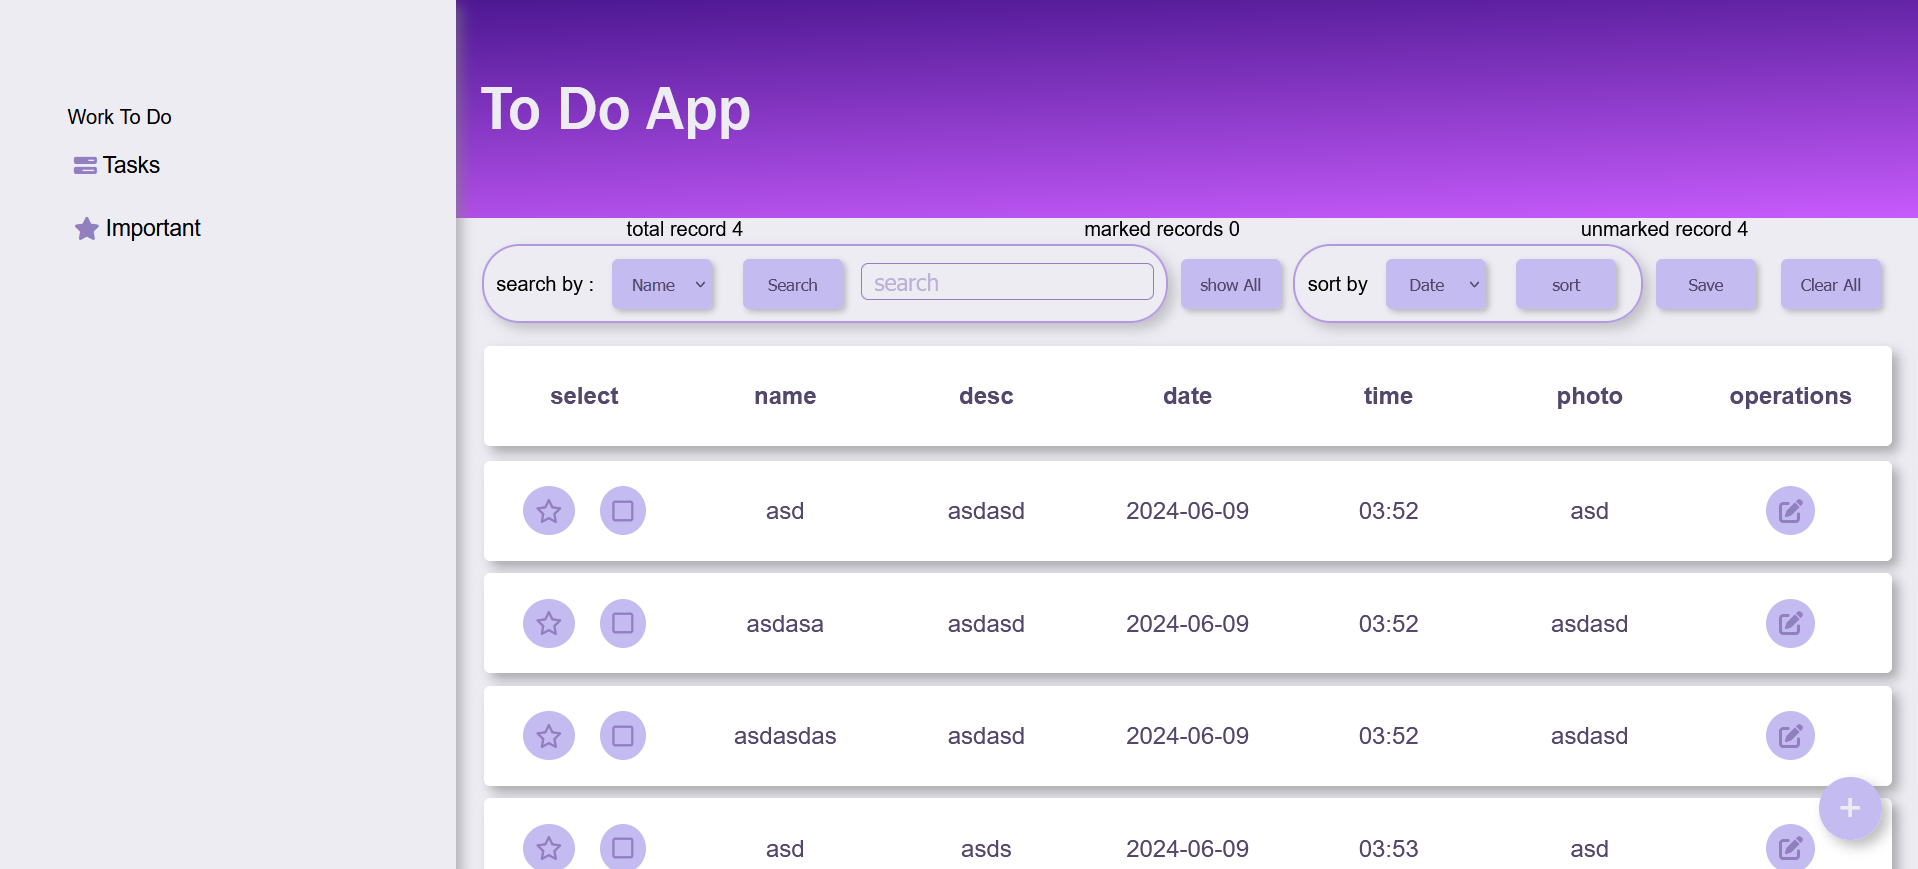 Work To Do
Tasks
Important
To Do App
total record 4 marked records 0 unmarked record 4
search by : Name Search search show All sort by Date sort Save Clear All
select name desc date time photo operations
asd asdasd 2024-06-09 03:52 asd
asdasa asdasd 2024-06-09 03:52 asdasd
asdasdas asdasd 2024-06-09 03:52 asdasd
asd asds 2024-06-09 03:53 asd